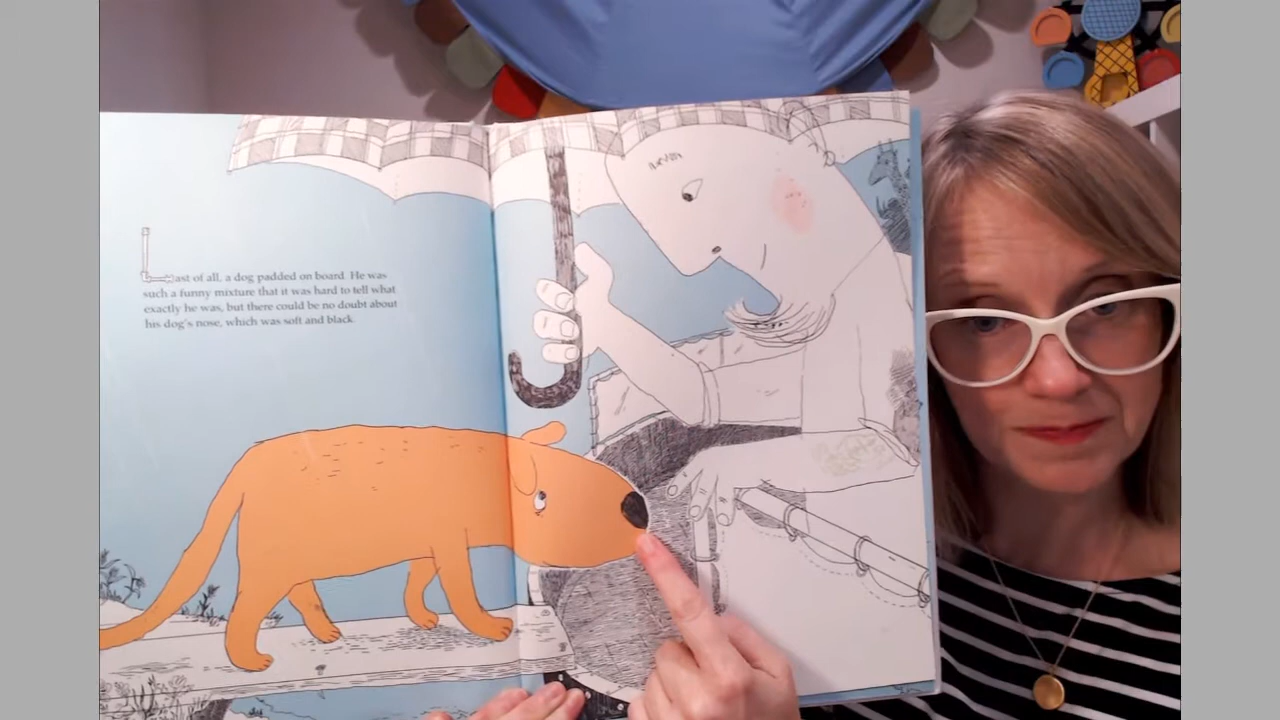 Last of all, a dog padded on board. He was
such a funny mixture that it was hard to tell what
exactly he was, but there could be no doubt about
his dog's nose, which was soft and black.